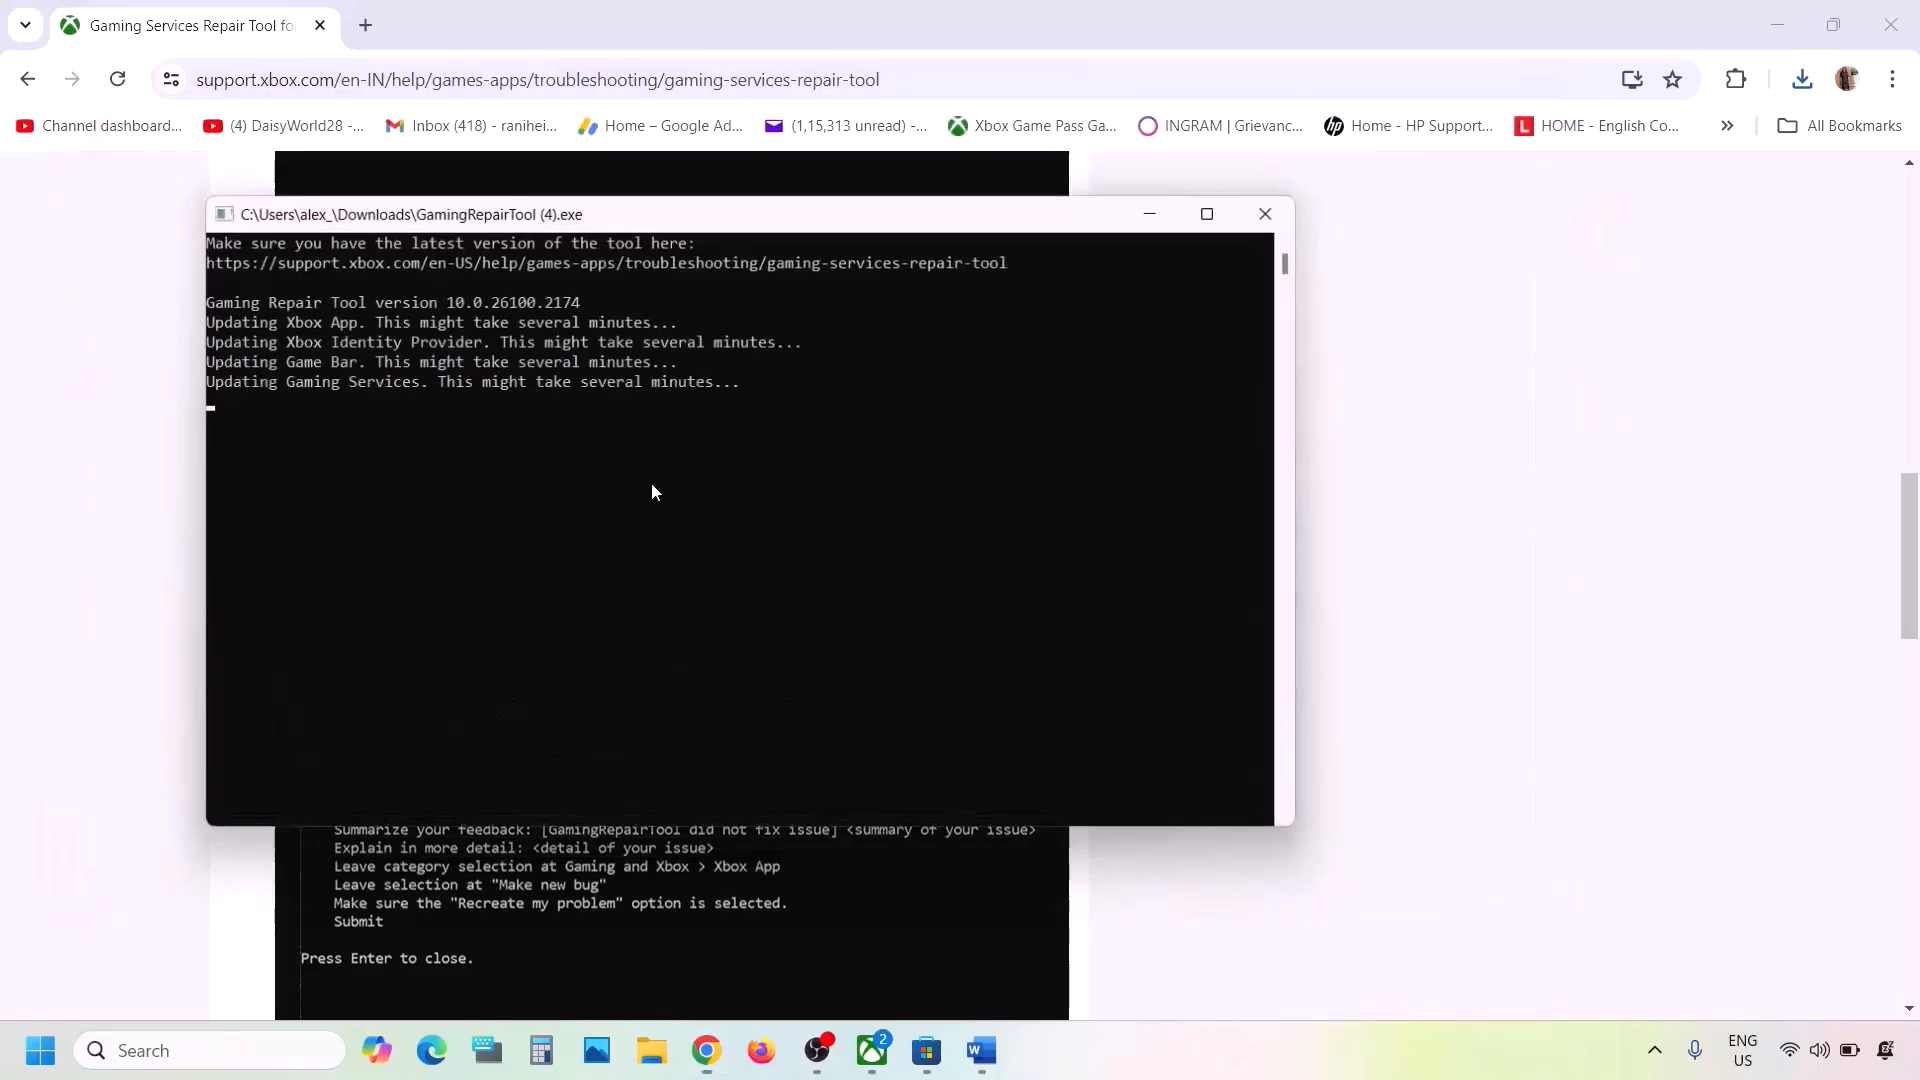 Gaming Services Repair Tool fo
support.xbox.com/en-IN/help/games-apps/troubleshooting/gaming-services-repair-tool
Channel dashboard...
(4) DaisyWorld28 -...
Inbox (418) - ranihei...
Home – Google Ad...
(1,15,313 unread) -...
Xbox Game Pass Ga...
INGRAM | Grievanc...
Home - HP Support...
HOME - English Co...
All Bookmarks
C:\Users\alex_\Downloads\GamingRepairTool (4).exe
Make sure you have the latest version of the tool here:
https://support.xbox.com/en-US/help/games-apps/troubleshooting/gaming-services-repair-tool
Gaming Repair Tool version 10.0.26100.2174
Updating Xbox App. This might take several minutes...
Updating Xbox Identity Provider. This might take several minutes...
Updating Game Bar. This might take several minutes...
Updating Gaming Services. This might take several minutes...
Summarize your feedback: [GamingRepairTool did not fix issue] <summary of your issue>
Explain in more detail: <detail of your issue>
Leave category selection at Gaming and Xbox > Xbox App
Leave selection at "Make new bug"
Make sure the "Recreate my problem" option is selected.
Submit
Press Enter to close.
Search
2
ENG
US